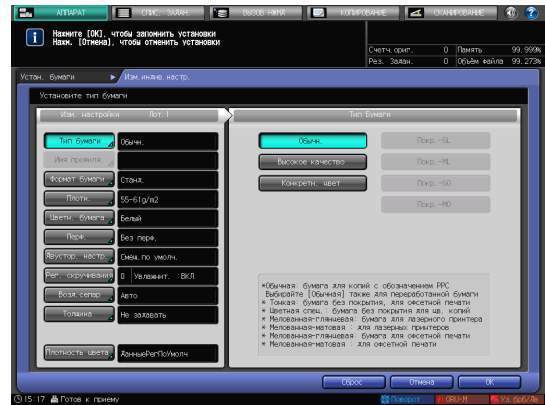 АППАРАТ
СПИС. ЗАДАН.
ВЫЗОВ НИМД
КОПИРОВАНИЕ
СКАНИРОВАНИЕ
Нажмите [OK], чтобы запомнить установки
Нажм. [Отмена], чтобы отменить установки
Счетч.ориг. 0 Память 99.999%
Рез. Задан. 0 Объём файла 99.273%
Устан. бумаги
Изм.индив.настр.
Установите тип бумаги
Изм. настройки Лот.1
Тип Бумаги
Тип бумаги Обычн.
Имя профиля
Формат бумаги Станд.
Плотн. 55-61g/m2
Цветн. бумага Белый
Перф. Без перф.
Двустор. настр. Смещ.по умолч.
Рег. скручивания 0 Увлажнит. :ВКЛ
Возд.сепар Авто
Толщина Не задавать
Плотность цвета ДанныеРегПоУмолч
Обычн.
Высокое качество
Конкретн. цвет
Покр.-GL
Покр.-ML
Покр.-GO
Покр.-MO
*Обычная: бумага для копий с обозначением PPC
Выбирайте [Обычная] также для переработанной бумаги
* Тонкая: бумага без покрытия, для офсетной печати
* Цветная спец.: бумага без покрытия для цв. копий
* Мелованная-глянцевая: бумага для лазерного принтера
* Мелованная-матовая : для лазерных принтеров
* Мелованная-глянцевая: бумага для офсетной печати
* Мелованная-матовая : для офсетной печати
Сброс
Отмена
OK
15:17 Готов к приему
Поворот
ORU-M